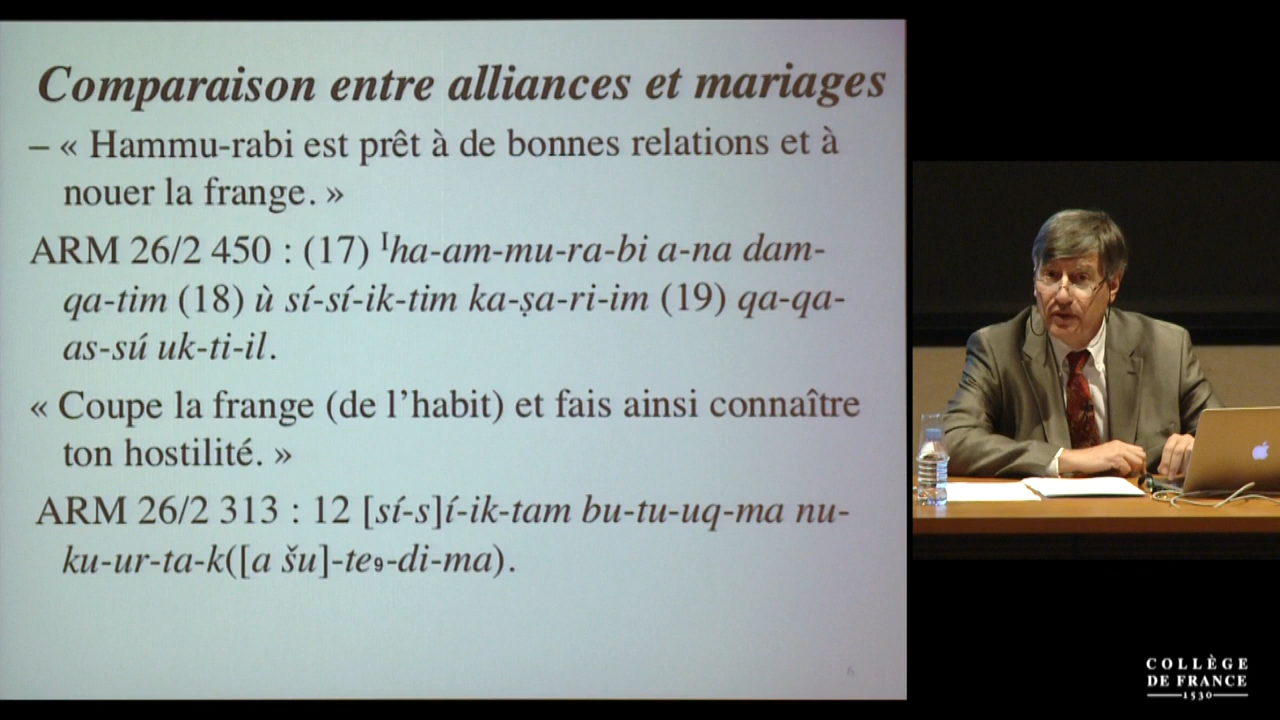 Comparaison entre alliances et mariages
– « Hammu-rabi est prêt à de bonnes relations et à
nouer la frange. »
ARM 26/2 450 : (17) ᴵha-am-mu-ra-bi a-na dam-
qa-tim (18) ù sí-sí-ik-tim ka-ṣa-ri-im (19) qa-qa-
as-sú uk-ti-il.
« Coupe la frange (de l’habit) et fais ainsi connaître
ton hostilité. »
ARM 26/2 313 : 12 [sí-s]í-ik-tam bu-tu-uq-ma nu-
ku-ur-ta-k([a šu]-te₉-di-ma).
6
COLLÈGE
DE FRANCE
1530